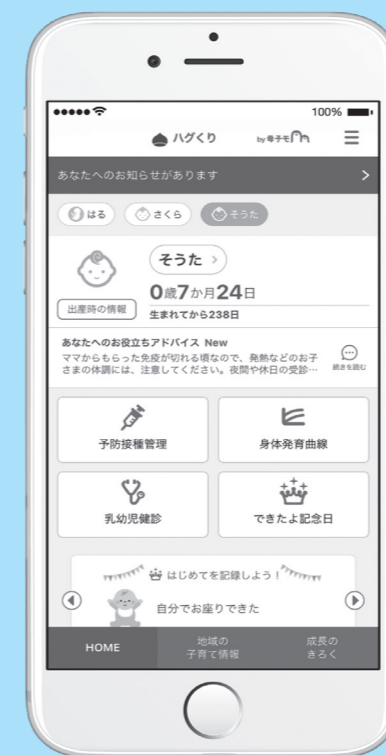 100%
ハグくり by母子モ
あなたへのお知らせがあります >
はる さくら そうた
そうた >
0歳7か月24日
出産時の情報
生まれてから238日
あなたへのお役立ちアドバイス New
ママからもらった免疫が切れる頃なので、発熱などのお子
さまの体調には、注意してください。夜間や休日の受診…
続きを読む
予防接種管理 身体発育曲線
乳幼児健診 できたよ記念日
はじめてを記録しよう！
自分でお座りできた
HOME 地域の 成長の
子育て情報 きろく